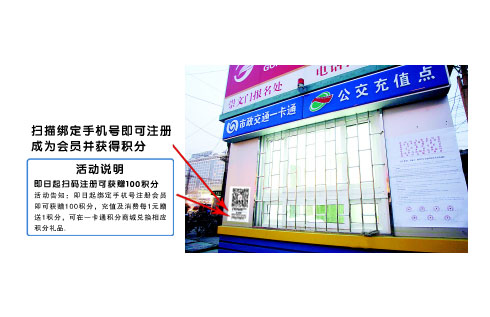 扫描绑定手机号即可注册
成为会员并获得积分
活动说明
即日起扫码注册可获赠100积分
活动告知：即日起绑定手机号注册会员
即可获赠100积分，充值及消费每1元赠
送1积分，可在一卡通积分商城兑换相应
积分礼品.
崇文门报名处
市政交通一卡通
公交充值点